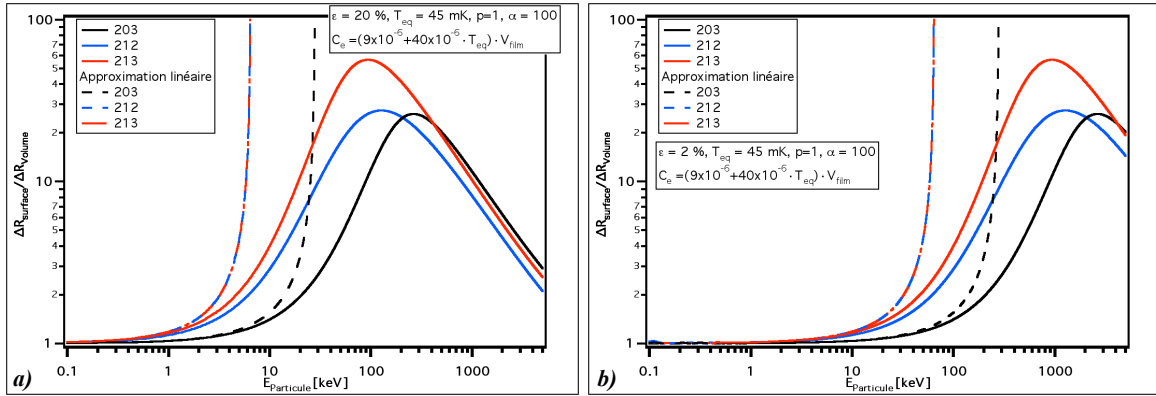 100
6
5
4
3
2
10
6
5
4
3
2
1
ΔR_surface/ΔR_Volume
203
212
213
Approximation linéaire
203
212
213
ε = 20 %, T_eq = 45 mK, p=1, α = 100
C_e =(9x10^-6+40x10^-6 · T_eq) · V_film
0.1 1 10 100 1000
E_Particule [keV]
a)
100
6
5
4
3
2
10
6
5
4
3
2
1
ΔR_surface/ΔR_Volume
203
212
213
Approximation linéaire
203
212
213
ε = 2 %, T_eq = 45 mK, p=1, α = 100
C_e =(9x10^-6+40x10^-6 · T_eq) · V_film
0.1 1 10 100 1000
E_Particule [keV]
b)